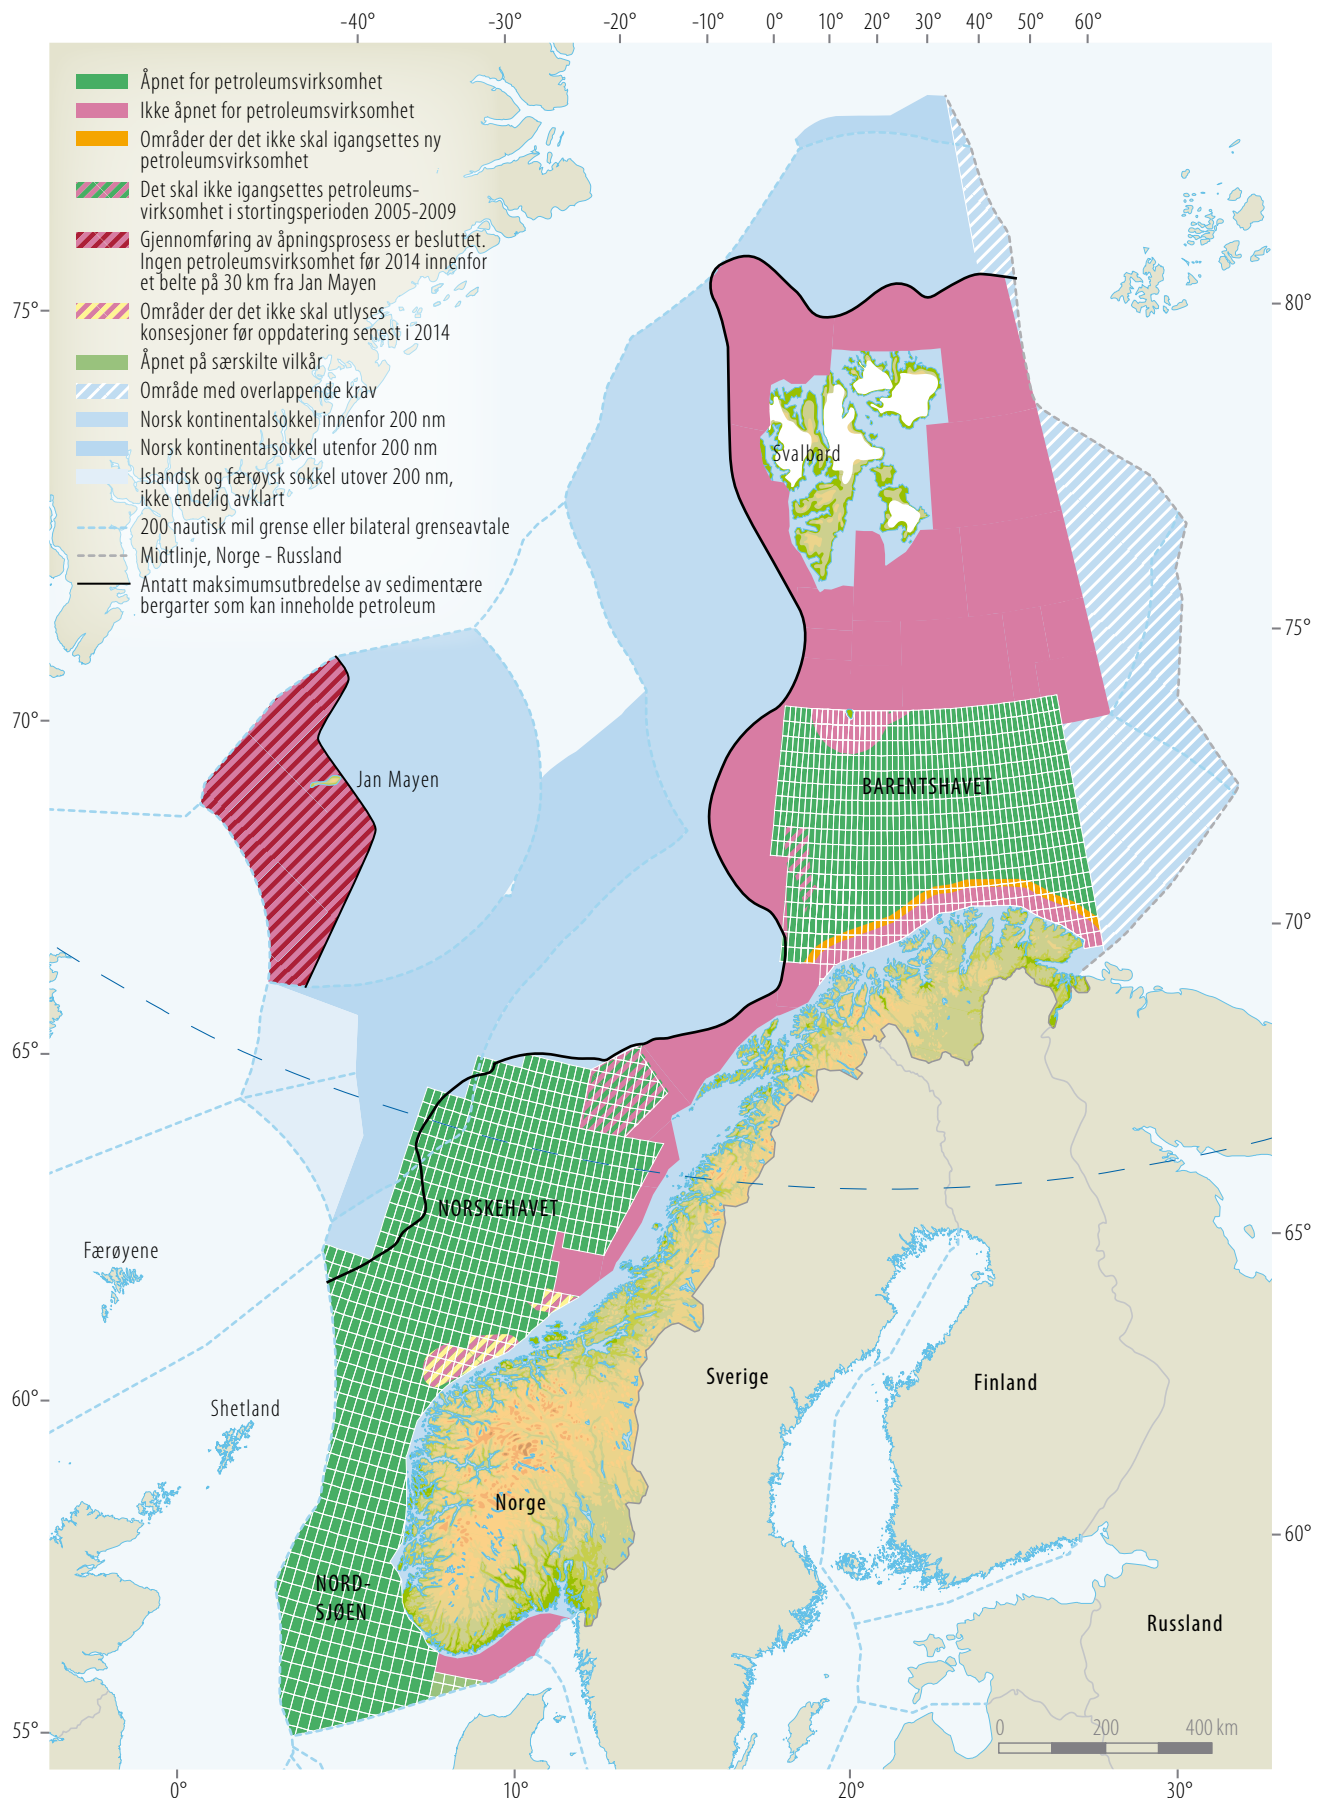 -40° -30° -20° -10° 0° 10° 20° 30° 40° 50° 60°
Åpnet for petroleumsvirksomhet
Ikke åpnet for petroleumsvirksomhet
Områder der det ikke skal igangsettes ny
petroleumsvirksomhet
Det skal ikke igangsettes petroleums-
virksomhet i stortingsperioden 2005-2009
Gjennomføring av åpningsprosess er besluttet.
Ingen petroleumsvirksomhet før 2014 innenfor
et belte på 30 km fra Jan Mayen
Områder der det ikke skal utlyses
konsesjoner før oppdatering senest i 2014
Åpnet på særskilte vilkår
Område med overlappende krav
Norsk kontinentalsokkel innenfor 200 nm
Norsk kontinentalsokkel utenfor 200 nm
Islandsk og færøysk sokkel utover 200 nm,
ikke endelig avklart
200 nautisk mil grense eller bilateral grenseavtale
Midtlinje, Norge - Russland
Antatt maksimumsutbredelse av sedimentære
bergarter som kan inneholde petroleum
75°
80°
Svalbard
75°
70°
Jan Mayen
BARENTSHAVET
70°
65°
NORSKEHAVET
65°
Færøyene
Sverige
Finland
60°
Shetland
Norge
60°
NORD-
SJØEN
Russland
55°
0 200 400 km
0° 10° 20° 30°